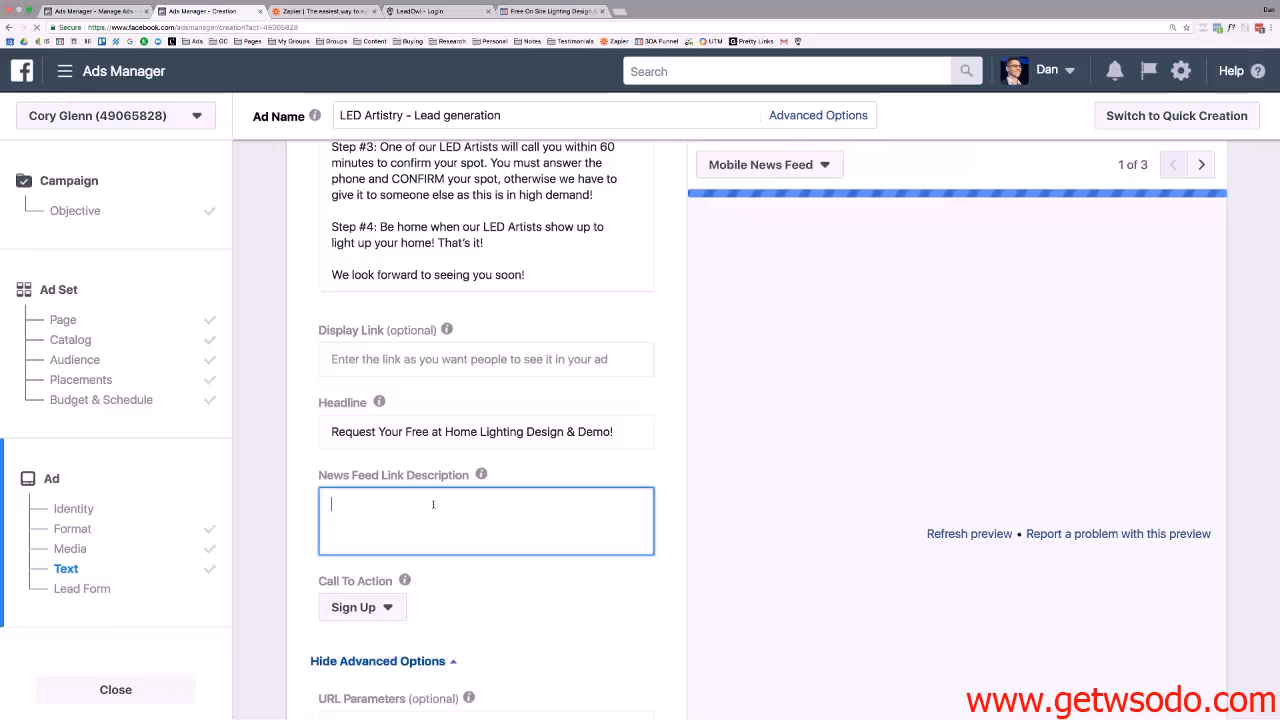 Dan
Ads Manager - Manage Ads -
Ads Manager - Creation
Zapier | The easiest way to au
LeadOwl - Login
Free On Site Lighting Design &
Secure
https://www.facebook.com/adsmanager/creation?act=49065828
IS
Ads
GC
Pages
My Groups
Groups
Content
Buying
Research
Personal
Notes
Testimonials
Zapier
3DA Funnel
UTM
Pretty Links
Ads Manager
Search
Dan
Help
Cory Glenn (49065828)
Ad Name
LED Artistry - Lead generation
Advanced Options
Switch to Quick Creation
Campaign
Objective
Ad Set
Page
Catalog
Audience
Placements
Budget & Schedule
Ad
Identity
Format
Media
Text
Lead Form
Close
Step #3: One of our LED Artists will call you within 60
minutes to confirm your spot. You must answer the
phone and CONFIRM your spot, otherwise we have to
give it to someone else as this is in high demand!
Step #4: Be home when our LED Artists show up to
light up your home! That's it!
We look forward to seeing you soon!
Display Link (optional)
Enter the link as you want people to see it in your ad
Headline
Request Your Free at Home Lighting Design & Demo!
News Feed Link Description
Call To Action
Sign Up
Hide Advanced Options
URL Parameters (optional)
Mobile News Feed
1 of 3
Refresh preview • Report a problem with this preview
www.getwsodo.com